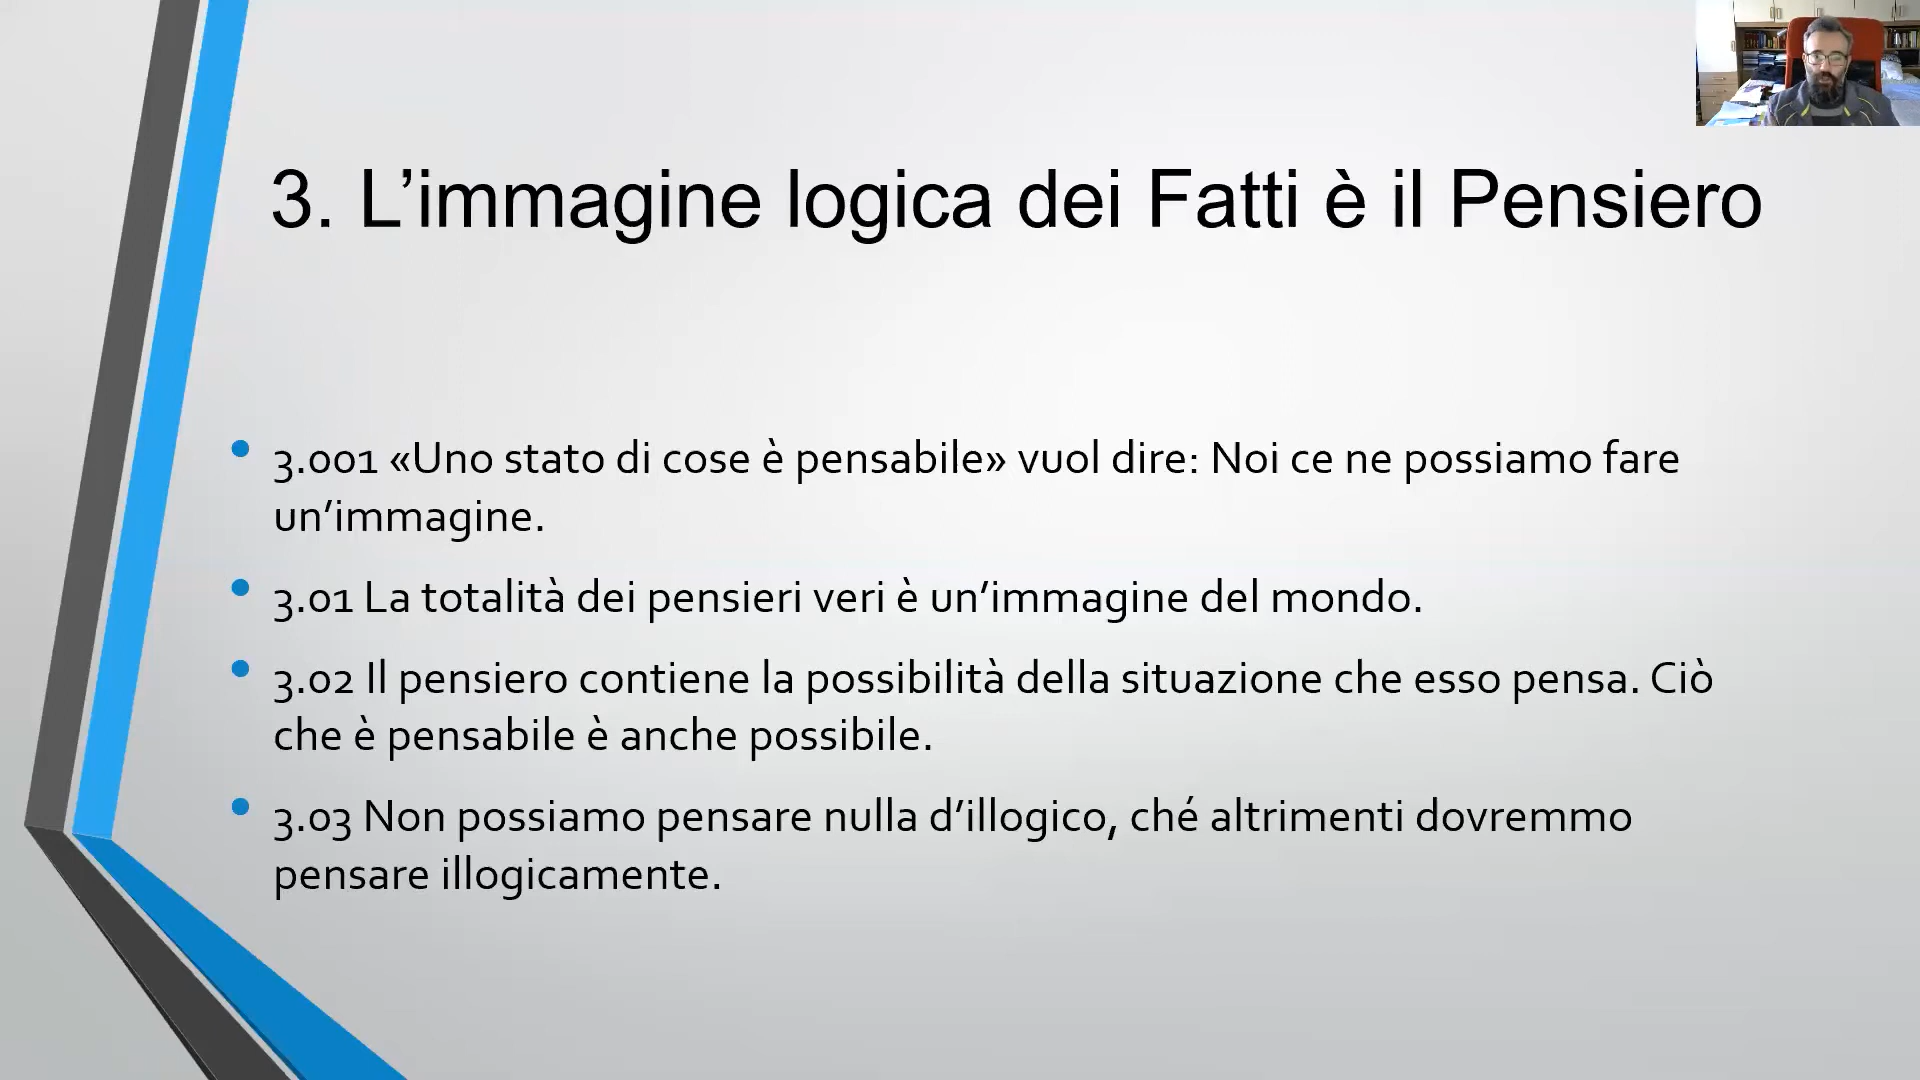 3. L’immagine logica dei Fatti è il Pensiero
• 3.001 «Uno stato di cose è pensabile» vuol dire: Noi ce ne possiamo fare
un’immagine.
• 3.01 La totalità dei pensieri veri è un’immagine del mondo.
• 3.02 Il pensiero contiene la possibilità della situazione che esso pensa. Ciò
che è pensabile è anche possibile.
• 3.03 Non possiamo pensare nulla d’illogico, ché altrimenti dovremmo
pensare illogicamente.